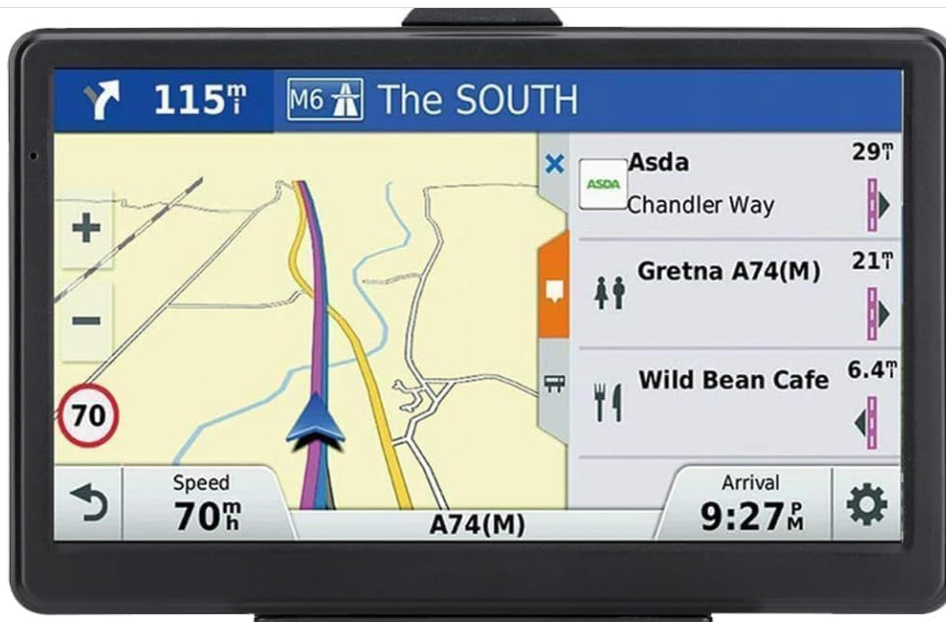 115mi M6 The SOUTH
Asda 29mi
ASDA
Chandler Way
Gretna A74(M) 21mi
Wild Bean Cafe 6.4mi
+
−
70
Speed
70mh
A74(M)
Arrival
9:27PM